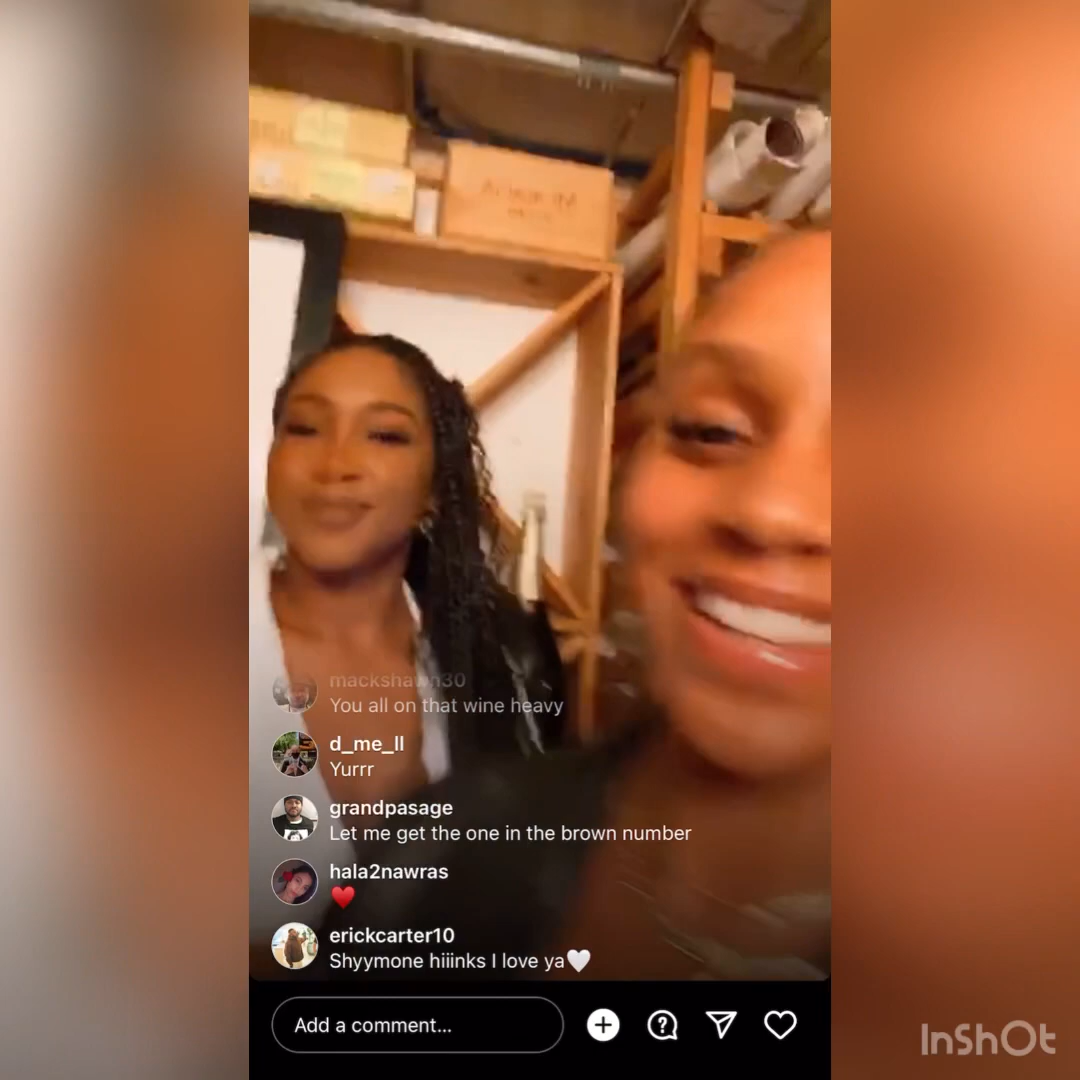 mackshawn30
You all on that wine heavy
d_me_ll
Yurrr
grandpasage
Let me get the one in the brown number
hala2nawras
erickcarter10
Shyymone hiiinks I love ya🤍
Add a comment...
InShOt